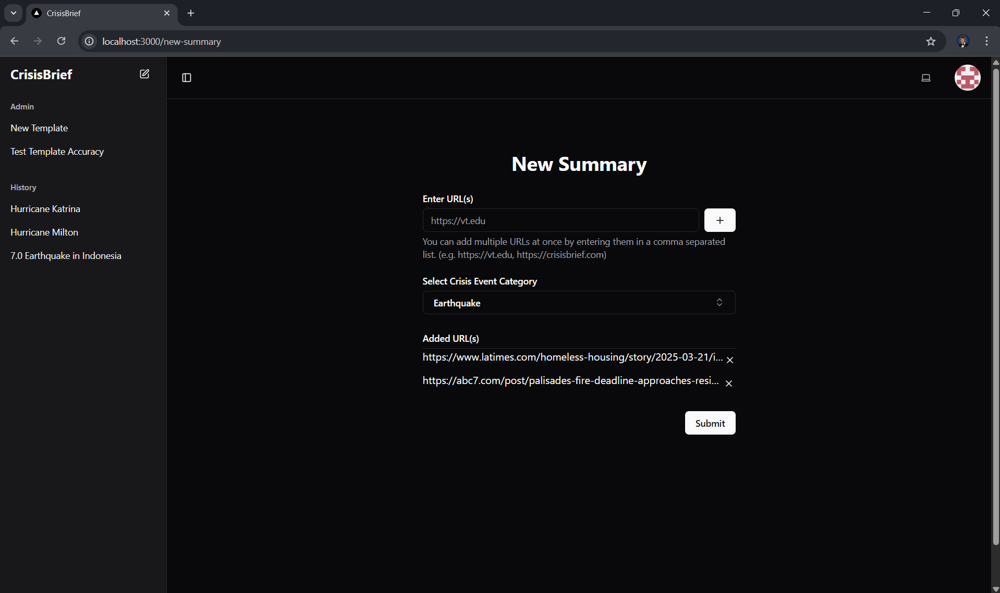 CrisisBrief
localhost:3000/new-summary
CrisisBrief
Admin
New Template
Test Template Accuracy
History
Hurricane Katrina
Hurricane Milton
7.0 Earthquake in Indonesia
New Summary
Enter URL(s)
https://vt.edu
You can add multiple URLs at once by entering them in a comma separated
list. (e.g. https://vt.edu, https://crisisbrief.com)
Select Crisis Event Category
Earthquake
Added URL(s)
https://www.latimes.com/homeless-housing/story/2025-03-21/i...
https://abc7.com/post/palisades-fire-deadline-approaches-resi...
Submit